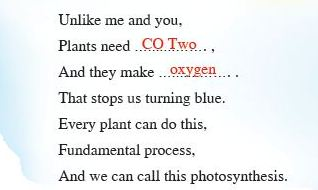 Unlike me and you,
Plants need ..CO Two.. ,
And they make ...oxygen... .
That stops us turning blue.
Every plant can do this,
Fundamental process,
And we can call this photosynthesis.